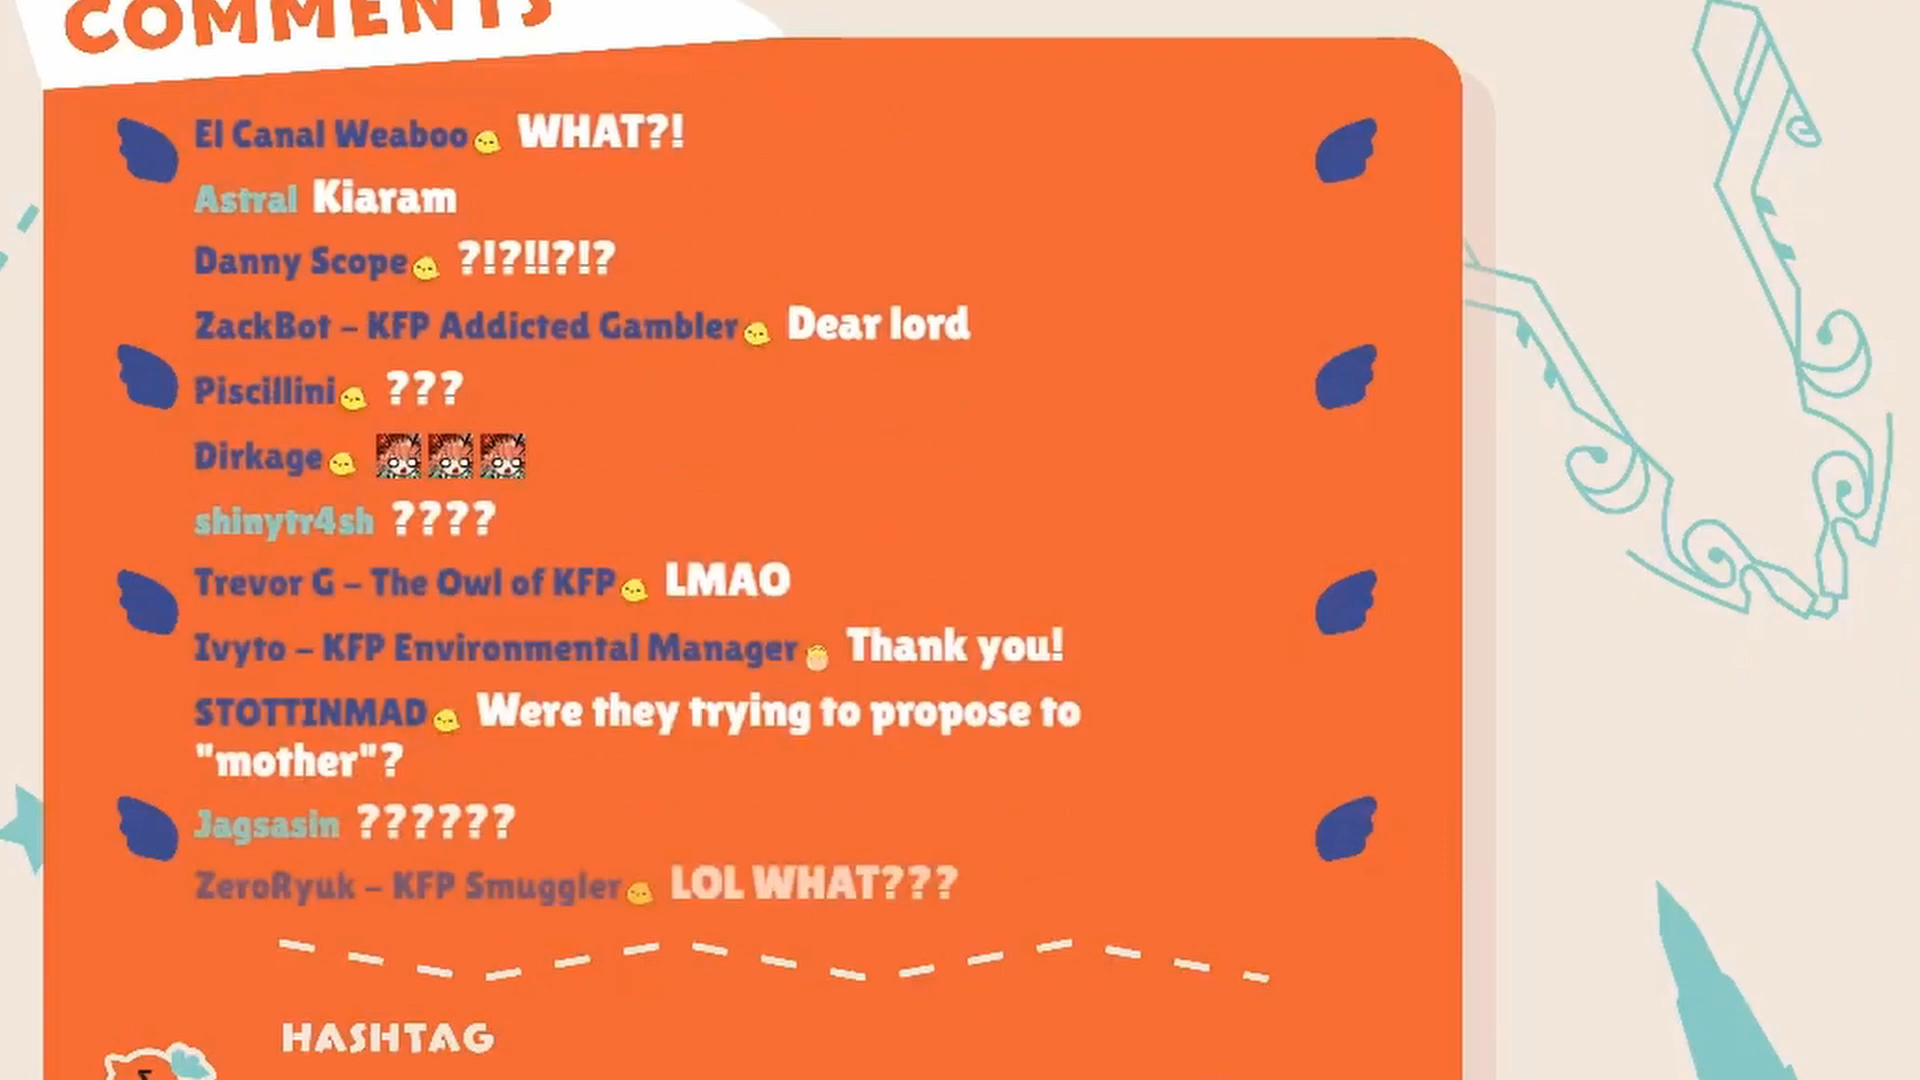 COMMENTS
El Canal Weaboo WHAT?!
Astral Kiaram
Danny Scope ?!?!!?!?
ZackBot - KFP Addicted Gambler Dear lord
Piscillini ???
Dirkage
shinytr4sh ????
Trevor G - The Owl of KFP LMAO
Ivyto - KFP Environmental Manager Thank you!
STOTTINMAD Were they trying to propose to
"mother"?
Jagsasin ??????
ZeroRyuk - KFP Smuggler LOL WHAT???
HASHTAG